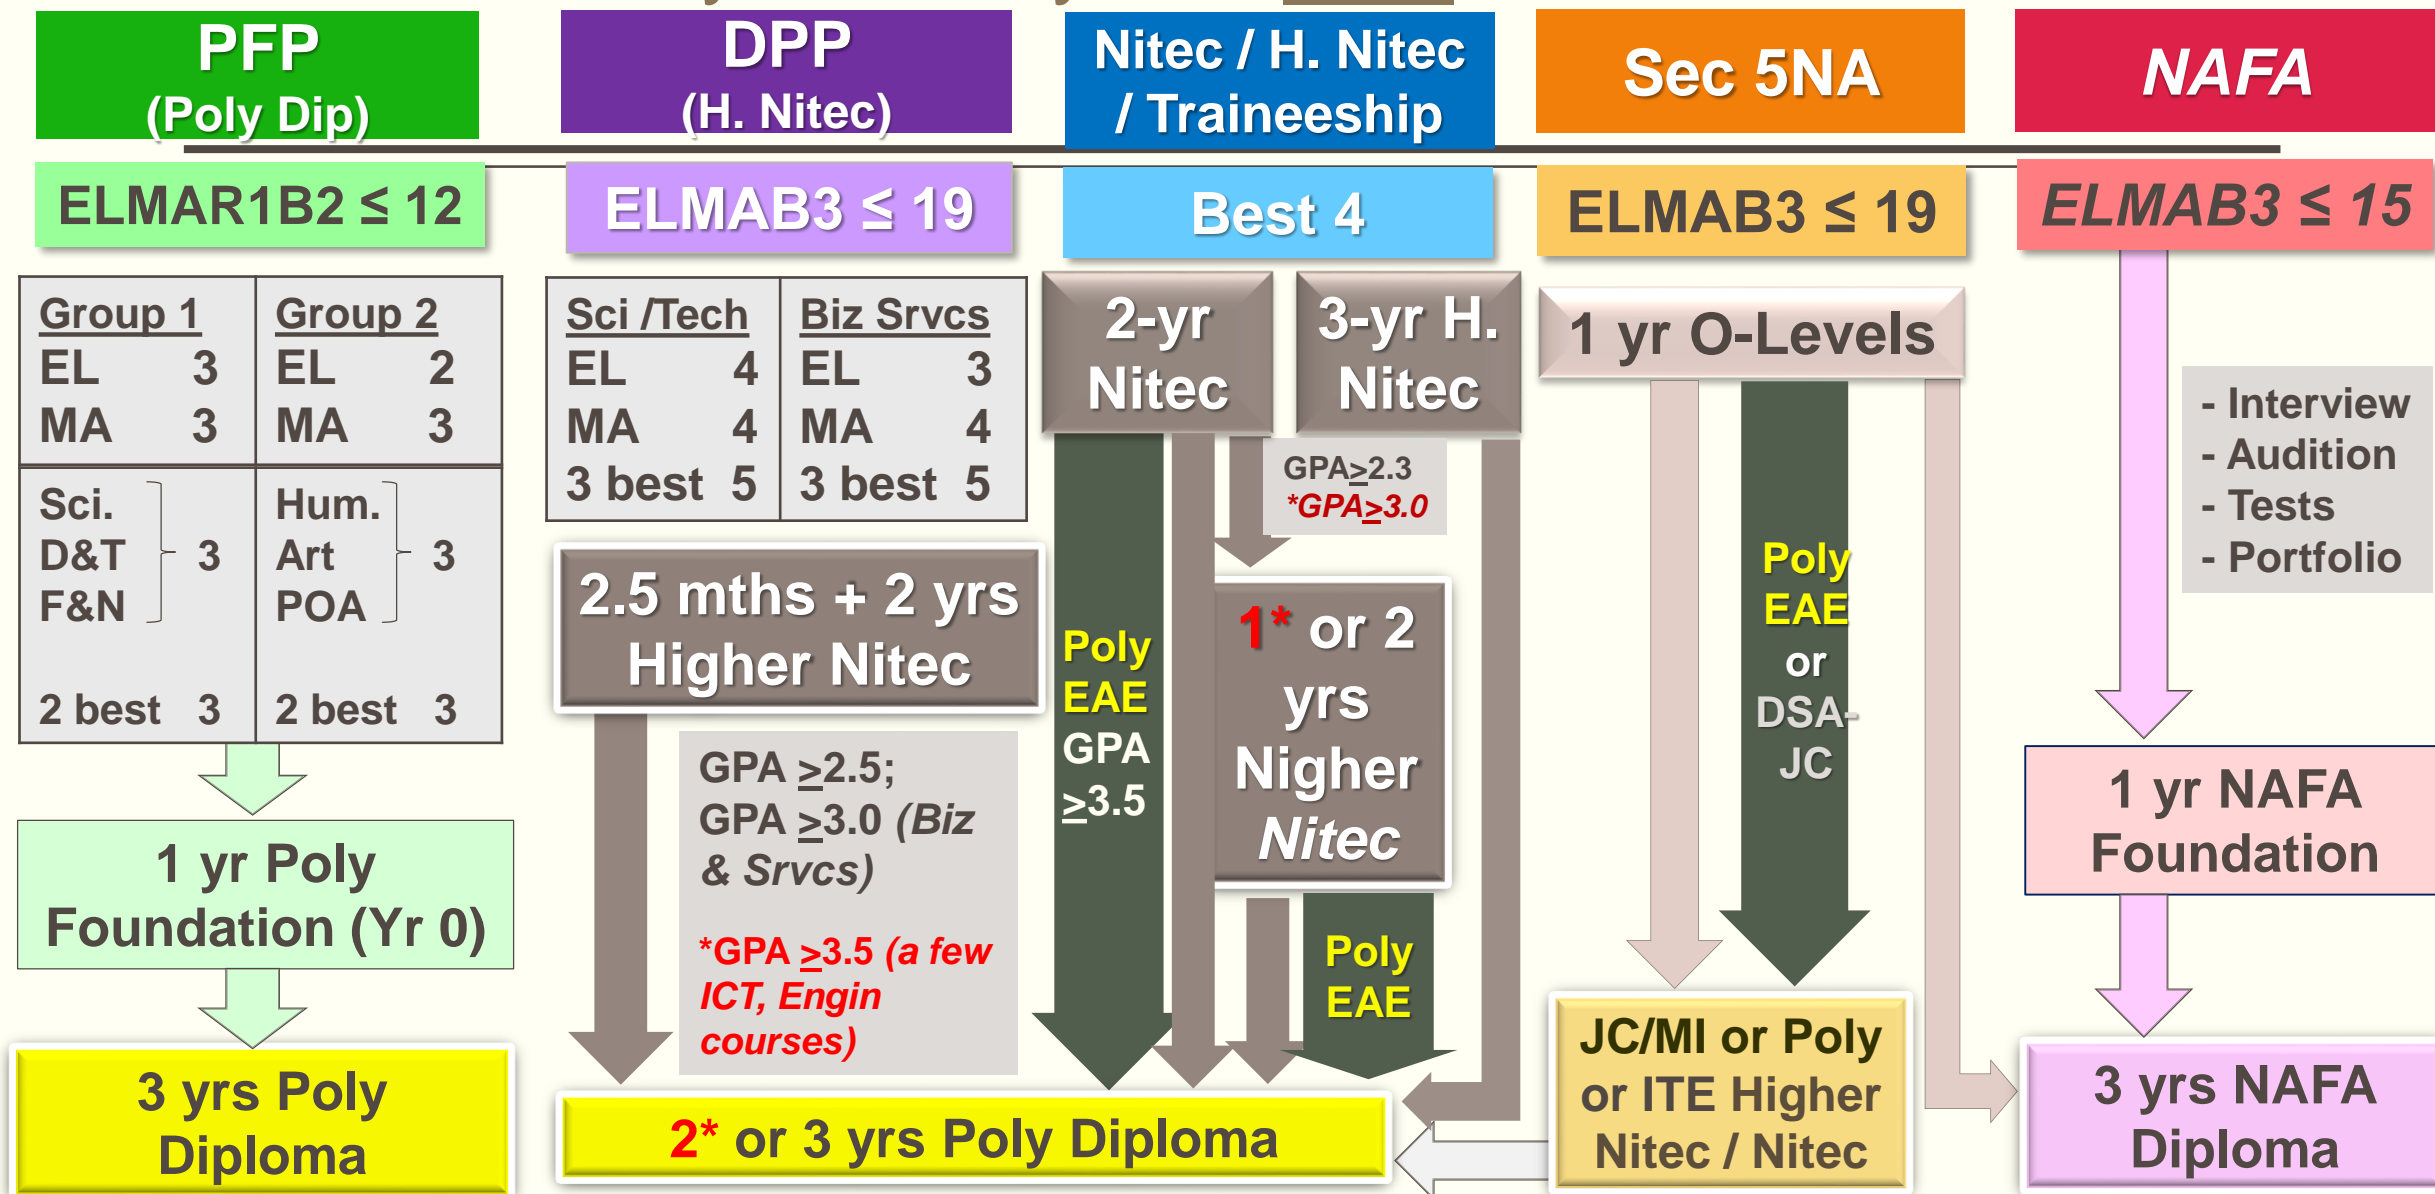 PFP
(Poly Dip)
ELMAR1B2 ≤ 12
Group 1
EL 3
MA 3
Sci.
D&T 3
F&N
2 best 3
Group 2
EL 2
MA 3
Hum.
Art 3
POA
2 best 3
1 yr Poly
Foundation (Yr 0)
3 yrs Poly
Diploma
DPP
(H. Nitec)
ELMAB3 ≤ 19
Sci /Tech
EL 4
MA 4
3 best 5
Biz Srvcs
EL 3
MA 4
3 best 5
2.5 mths + 2 yrs
Higher Nitec
GPA ≥2.5;
GPA ≥3.0 (Biz
& Srvcs)
*GPA ≥3.5 (a few
ICT, Engin
courses)
Nitec / H. Nitec
/ Traineeship
Best 4
2-yr
Nitec
3-yr H.
Nitec
GPA≥2.3
*GPA≥3.0
Poly
EAE
GPA
≥3.5
1* or 2
yrs
Nigher
Nitec
Poly
EAE
2* or 3 yrs Poly Diploma
Sec 5NA
ELMAB3 ≤ 19
1 yr O-Levels
Poly
EAE
or
DSA-
JC
JC/MI or Poly
or ITE Higher
Nitec / Nitec
NAFA
ELMAB3 ≤ 15
- Interview
- Audition
- Tests
- Portfolio
1 yr NAFA
Foundation
3 yrs NAFA
Diploma